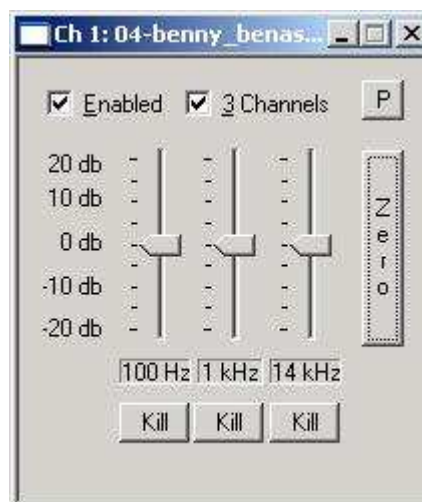 Ch 1: 04-benny_benas...
Enabled 3 Channels P
20 db
10 db
0 db
-10 db
-20 db
Zero
100 Hz 1 kHz 14 kHz
Kill Kill Kill